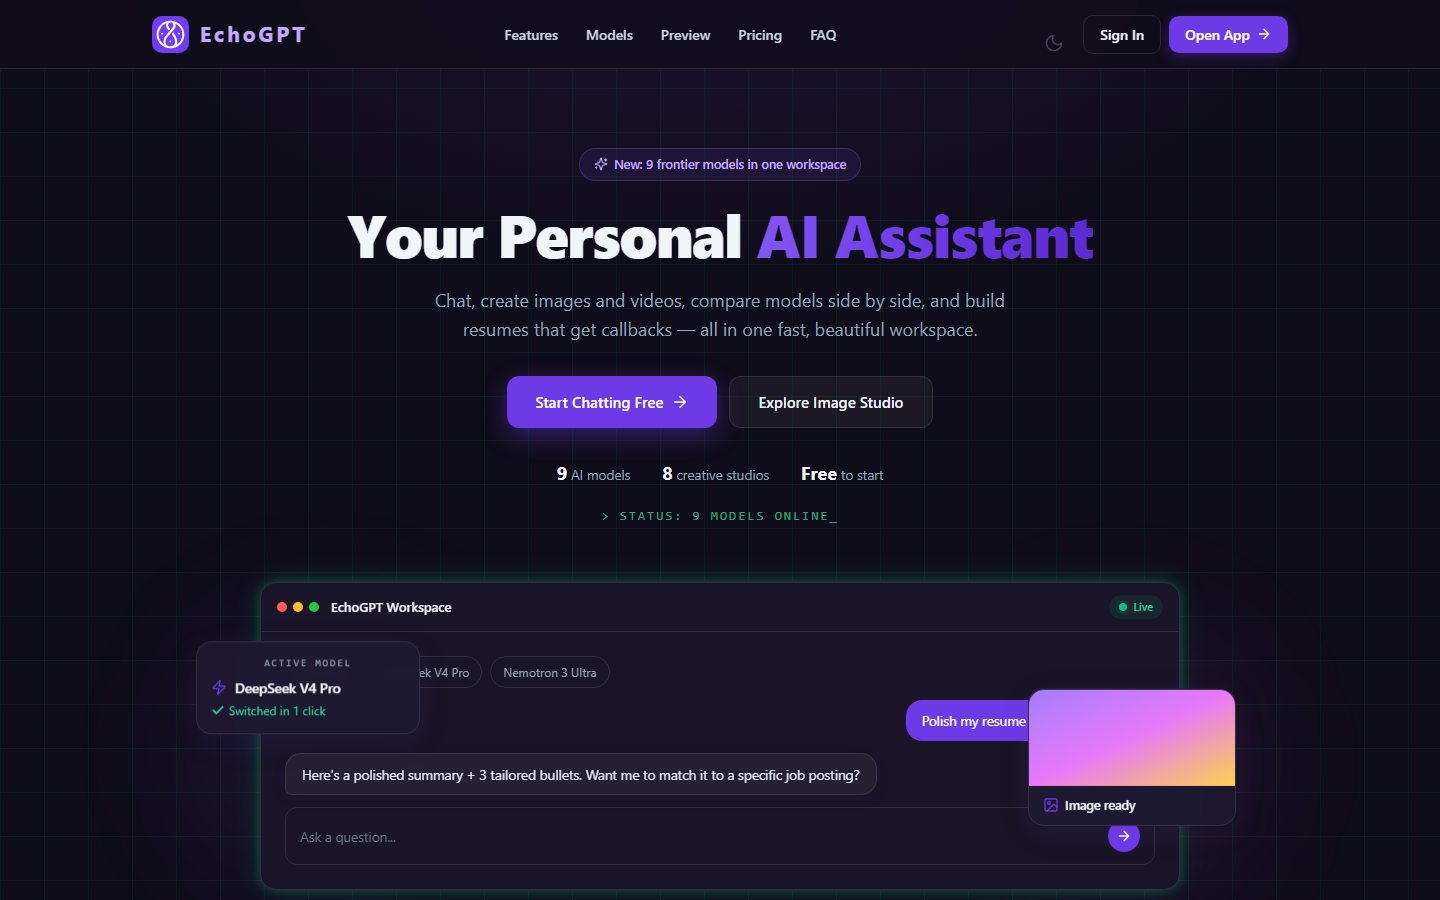 EchoGPT
Features Models Preview Pricing FAQ
Sign In
Open App
New: 9 frontier models in one workspace
Your Personal AI Assistant
Chat, create images and videos, compare models side by side, and build
resumes that get callbacks — all in one fast, beautiful workspace.
Start Chatting Free
Explore Image Studio
9 AI models 8 creative studios Free to start
> STATUS: 9 MODELS ONLINE_
EchoGPT Workspace
Live
ACTIVE MODEL
DeepSeek V4 Pro
Switched in 1 click
V4 Pro
Nemotron 3 Ultra
Polish my resume
Here's a polished summary + 3 tailored bullets. Want me to match it to a specific job posting?
Image ready
Ask a question...